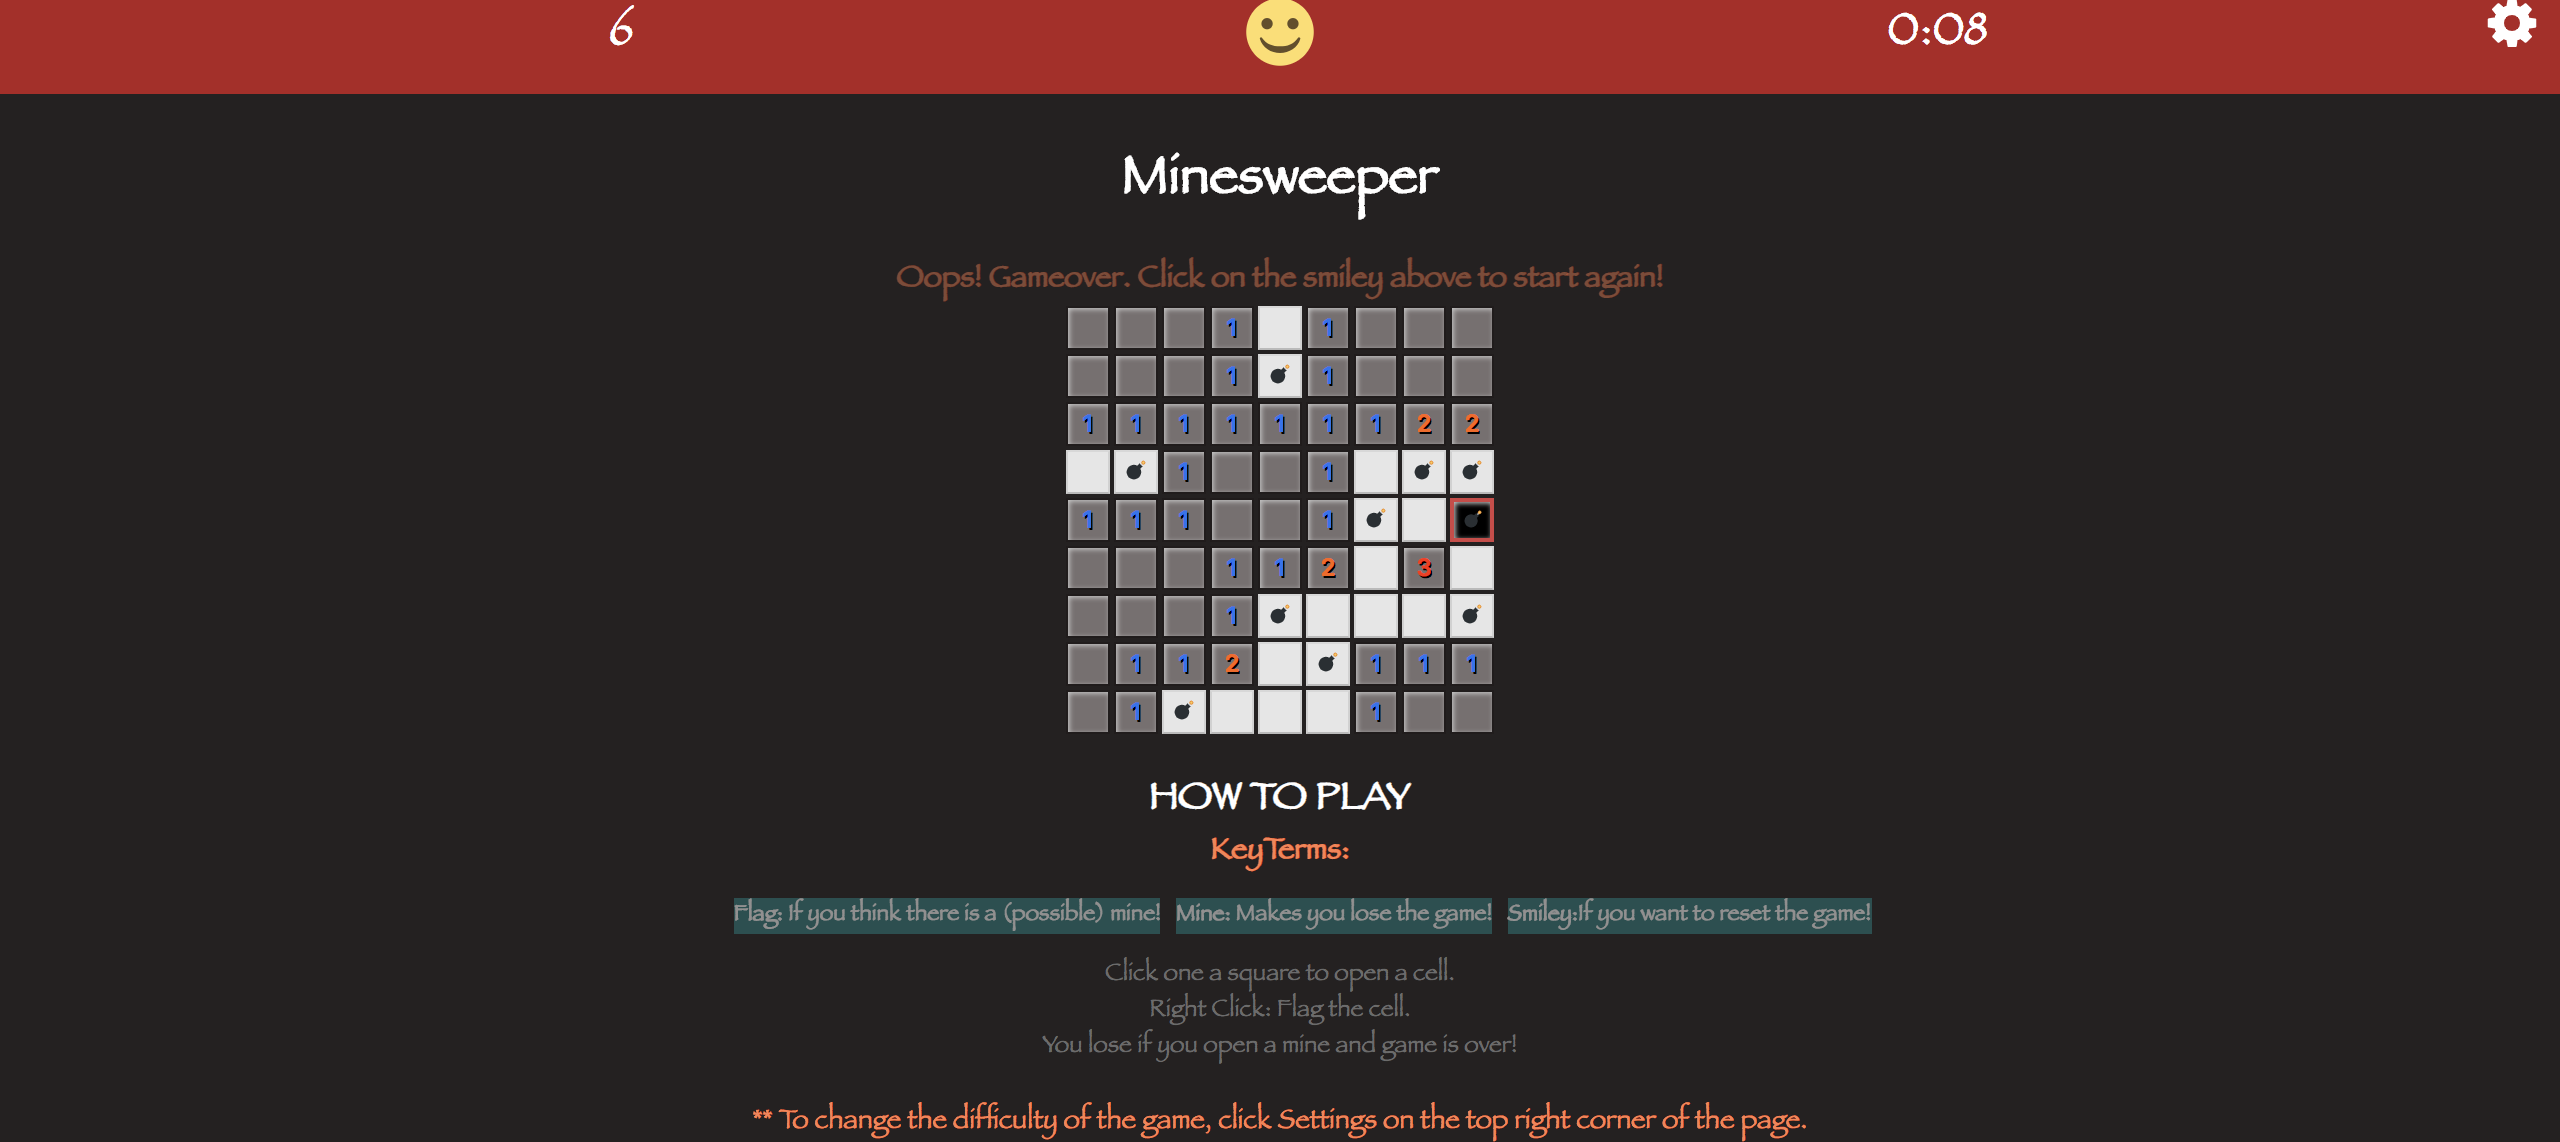 6 0:08
Minesweeper
Oops! Gameover. Click on the smiley above to start again!
1 1
1 1
1 1 1 1 1 1 1 2 2
1 1
1 1 1 1
1 1 2 3
1
1 1 2 1 1 1
1 1
HOW TO PLAY
KeyTerms:
Flag: If you think there is a (possible) mine! Mine: Makes you lose the game! Smiley:If you want to reset the game!
Click one a square to open a cell.
Right Click: Flag the cell.
You lose if you open a mine and game is over!
** To change the difficulty of the game, click Settings on the top right corner of the page.